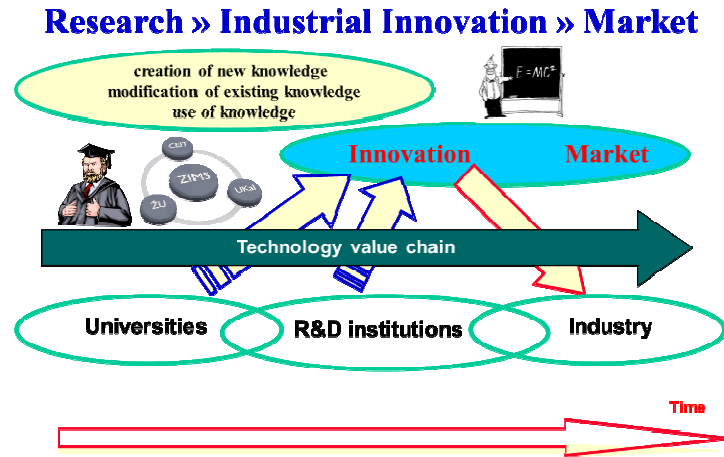 Research » Industrial Innovation » Market
creation of new knowledge
modification of existing knowledge
use of knowledge
E=MC²
CEIT
ZIMS
UKaI
ŽU
Innovation Market
Technology value chain
Universities R&D institutions Industry
Time